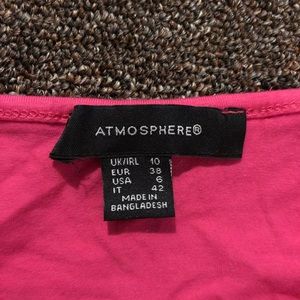 ATMOSPHERE®
UK/IRL 10
EUR 38
USA 6
IT 42
MADE IN
BANGLADESH